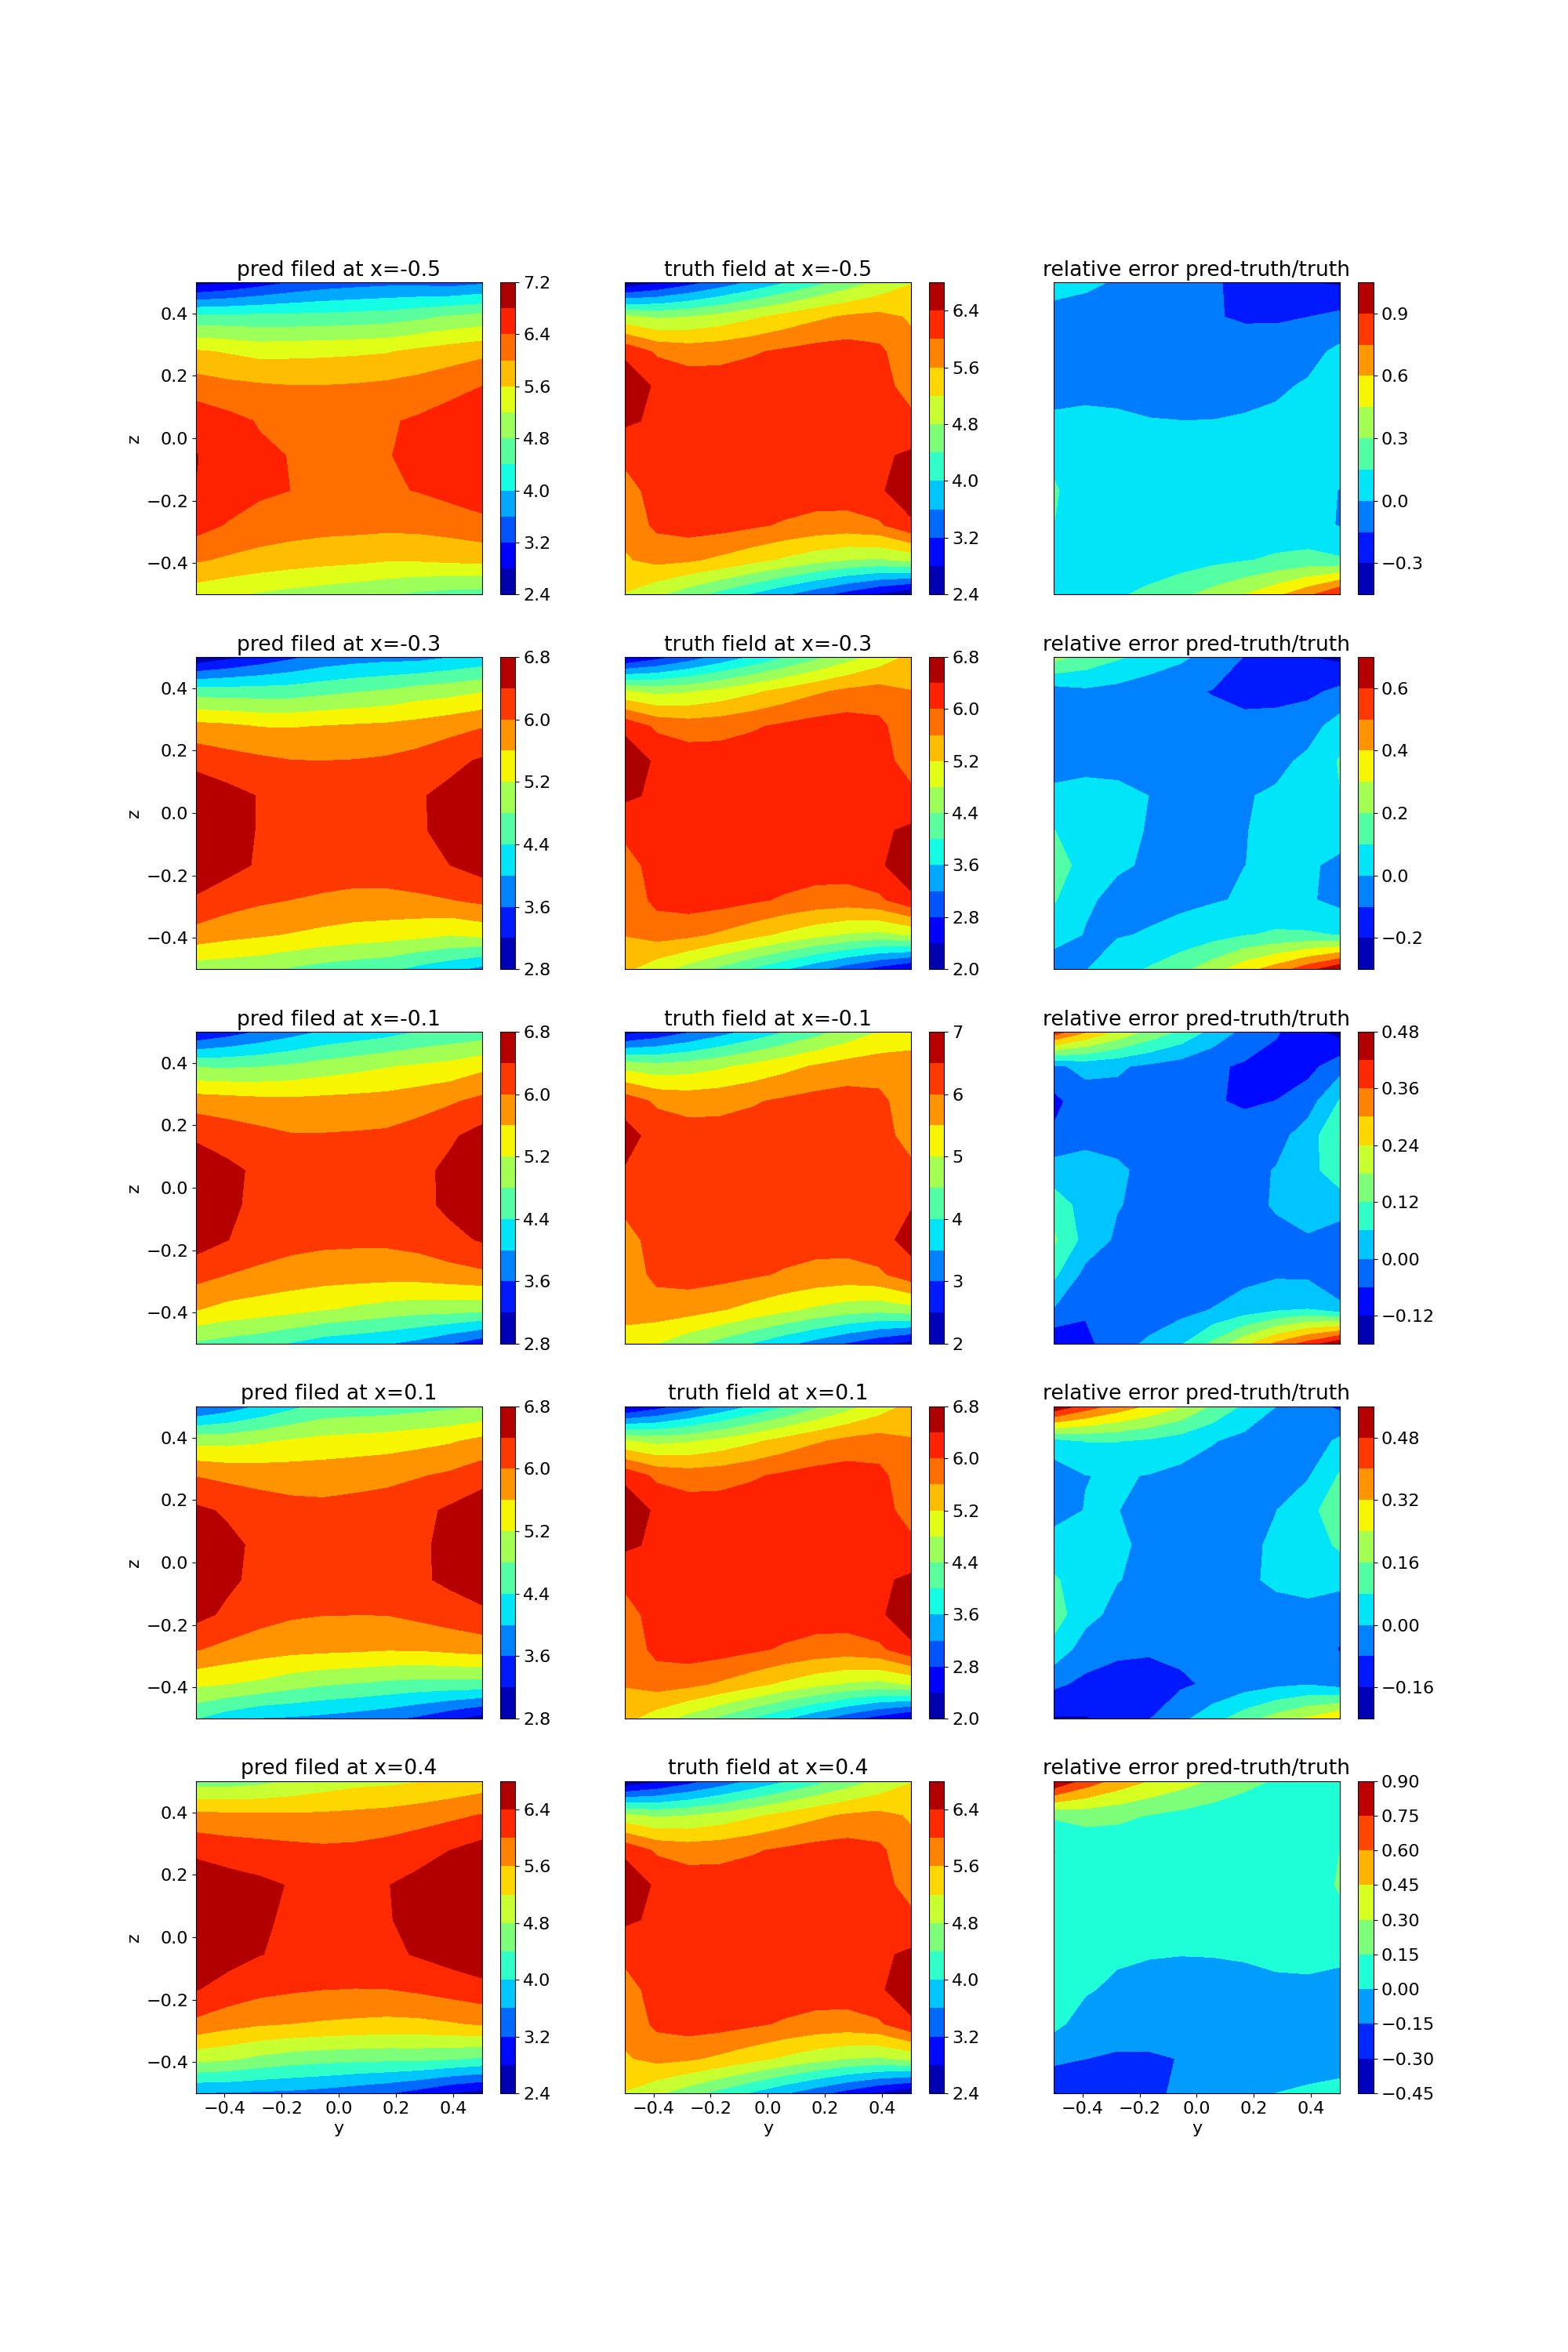 pred filed at x=-0.5 truth field at x=-0.5 relative error pred-truth/truth
z
0.4 0.2 0.0 −0.2 −0.4
7.2 6.4 5.6 4.8 4.0 3.2 2.4
6.4 5.6 4.8 4.0 3.2 2.4
0.9 0.6 0.3 0.0 −0.3
pred filed at x=-0.3 truth field at x=-0.3 relative error pred-truth/truth
z
0.4 0.2 0.0 −0.2 −0.4
6.8 6.0 5.2 4.4 3.6 2.8
6.8 6.0 5.2 4.4 3.6 2.8 2.0
0.6 0.4 0.2 0.0 −0.2
pred filed at x=-0.1 truth field at x=-0.1 relative error pred-truth/truth
z
0.4 0.2 0.0 −0.2 −0.4
6.8 6.0 5.2 4.4 3.6 2.8
7 6 5 4 3 2
0.48 0.36 0.24 0.12 0.00 −0.12
pred filed at x=0.1 truth field at x=0.1 relative error pred-truth/truth
z
0.4 0.2 0.0 −0.2 −0.4
6.8 6.0 5.2 4.4 3.6 2.8
6.8 6.0 5.2 4.4 3.6 2.8 2.0
0.48 0.32 0.16 0.00 −0.16
pred filed at x=0.4 truth field at x=0.4 relative error pred-truth/truth
z
0.4 0.2 0.0 −0.2 −0.4
6.4 5.6 4.8 4.0 3.2 2.4
6.4 5.6 4.8 4.0 3.2 2.4
0.90 0.75 0.60 0.45 0.30 0.15 0.00 −0.15 −0.30 −0.45
−0.4 −0.2 0.0 0.2 0.4 −0.4 −0.2 0.0 0.2 0.4 −0.4 −0.2 0.0 0.2 0.4
y y y